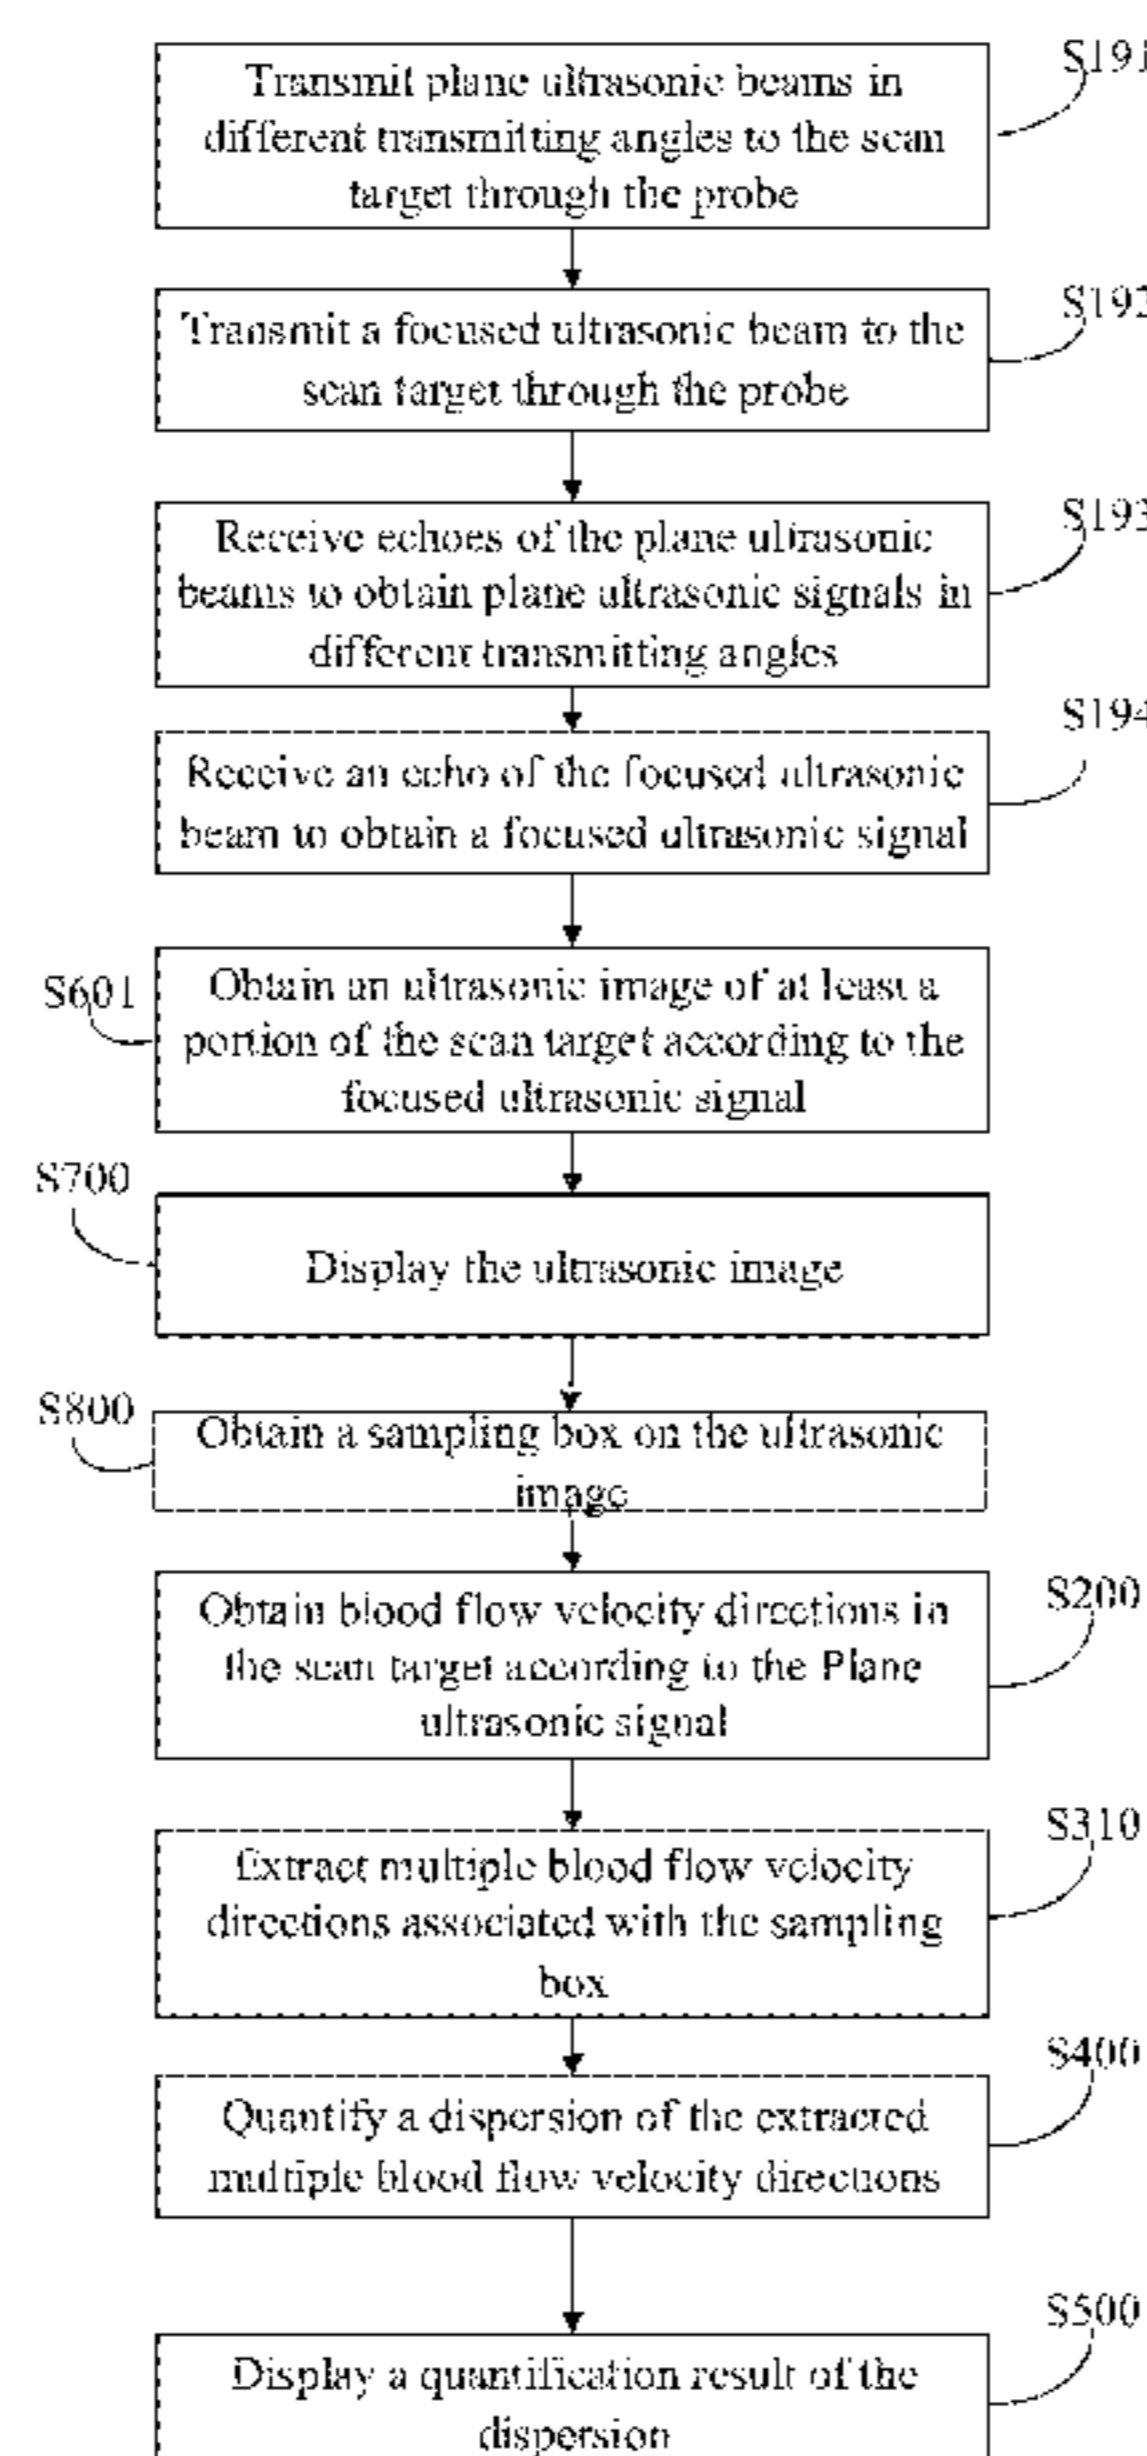 S191
Transmit plane ultrasonic beams in
different transmitting angles to the scan
target through the probe
S192
Transmit a focused ultrasonic beam to the
scan target through the probe
S193
Receive echoes of the plane ultrasonic
beams to obtain plane ultrasonic signals in
different transmitting angles
S194
Receive an echo of the focused ultrasonic
beam to obtain a focused ultrasonic signal
S601
Obtain an ultrasonic image of at least a
portion of the scan target according to the
focused ultrasonic signal
S700
Display the ultrasonic image
S800
Obtain a sampling box on the ultrasonic
image
S200
Obtain blood flow velocity directions in
the scan target according to the Plane
ultrasonic signal
S310
Extract multiple blood flow velocity
directions associated with the sampling
box
S400
Quantify a dispersion of the extracted
multiple blood flow velocity directions
S500
Display a quantification result of the
dispersion